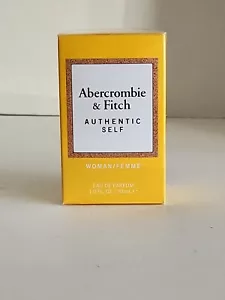 Abercrombie
& Fitch
AUTHENTIC
SELF
WOMAN/FEMME
EAU DE PARFUM